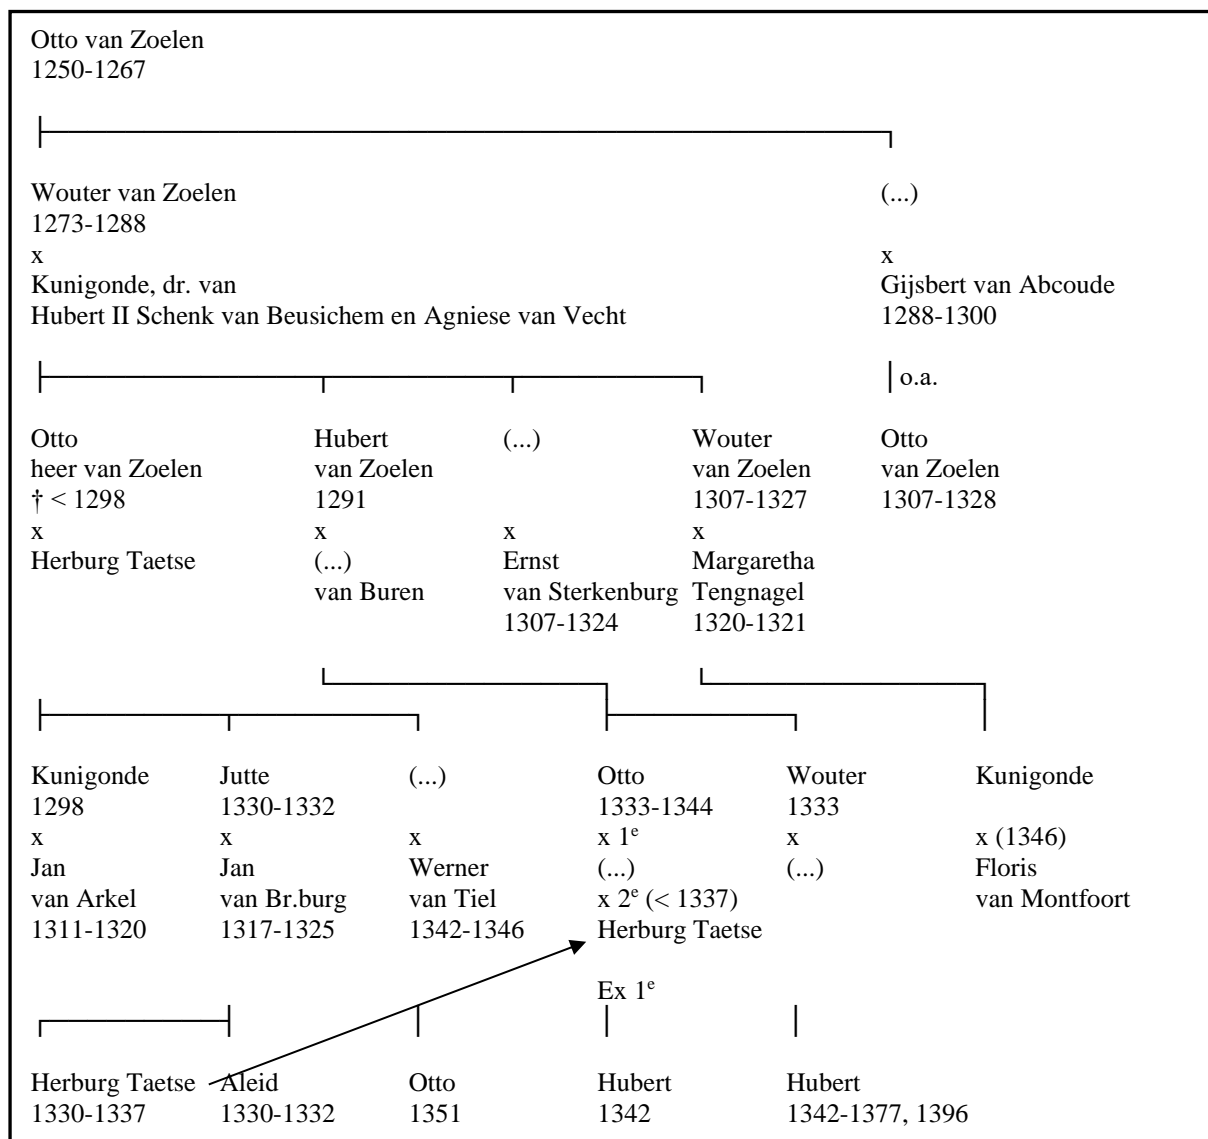 Otto van Zoelen
1250-1267
Wouter van Zoelen (...)
1273-1288
x x
Kunigonde, dr. van Gijsbert van Abcoude
Hubert II Schenk van Beusichem en Agniese van Vecht 1288-1300
o.a.
Otto Hubert (...) Wouter Otto
heer van Zoelen van Zoelen van Zoelen van Zoelen
† < 1298 1291 1307-1327 1307-1328
x x x x
Herburg Taetse (...) Ernst Margaretha
van Buren van Sterkenburg Tengnagel
1307-1324 1320-1321
Kunigonde Jutte (...) Otto Wouter Kunigonde
1298 1330-1332 1333-1344 1333
x x x x 1e x x (1346)
Jan Jan Werner (...) (...) Floris
van Arkel van Br.burg van Tiel x 2e (< 1337) van Montfoort
1311-1320 1317-1325 1342-1346 Herburg Taetse
Ex 1e
Herburg Taetse Aleid Otto Hubert Hubert
1330-1337 1330-1332 1351 1342 1342-1377, 1396